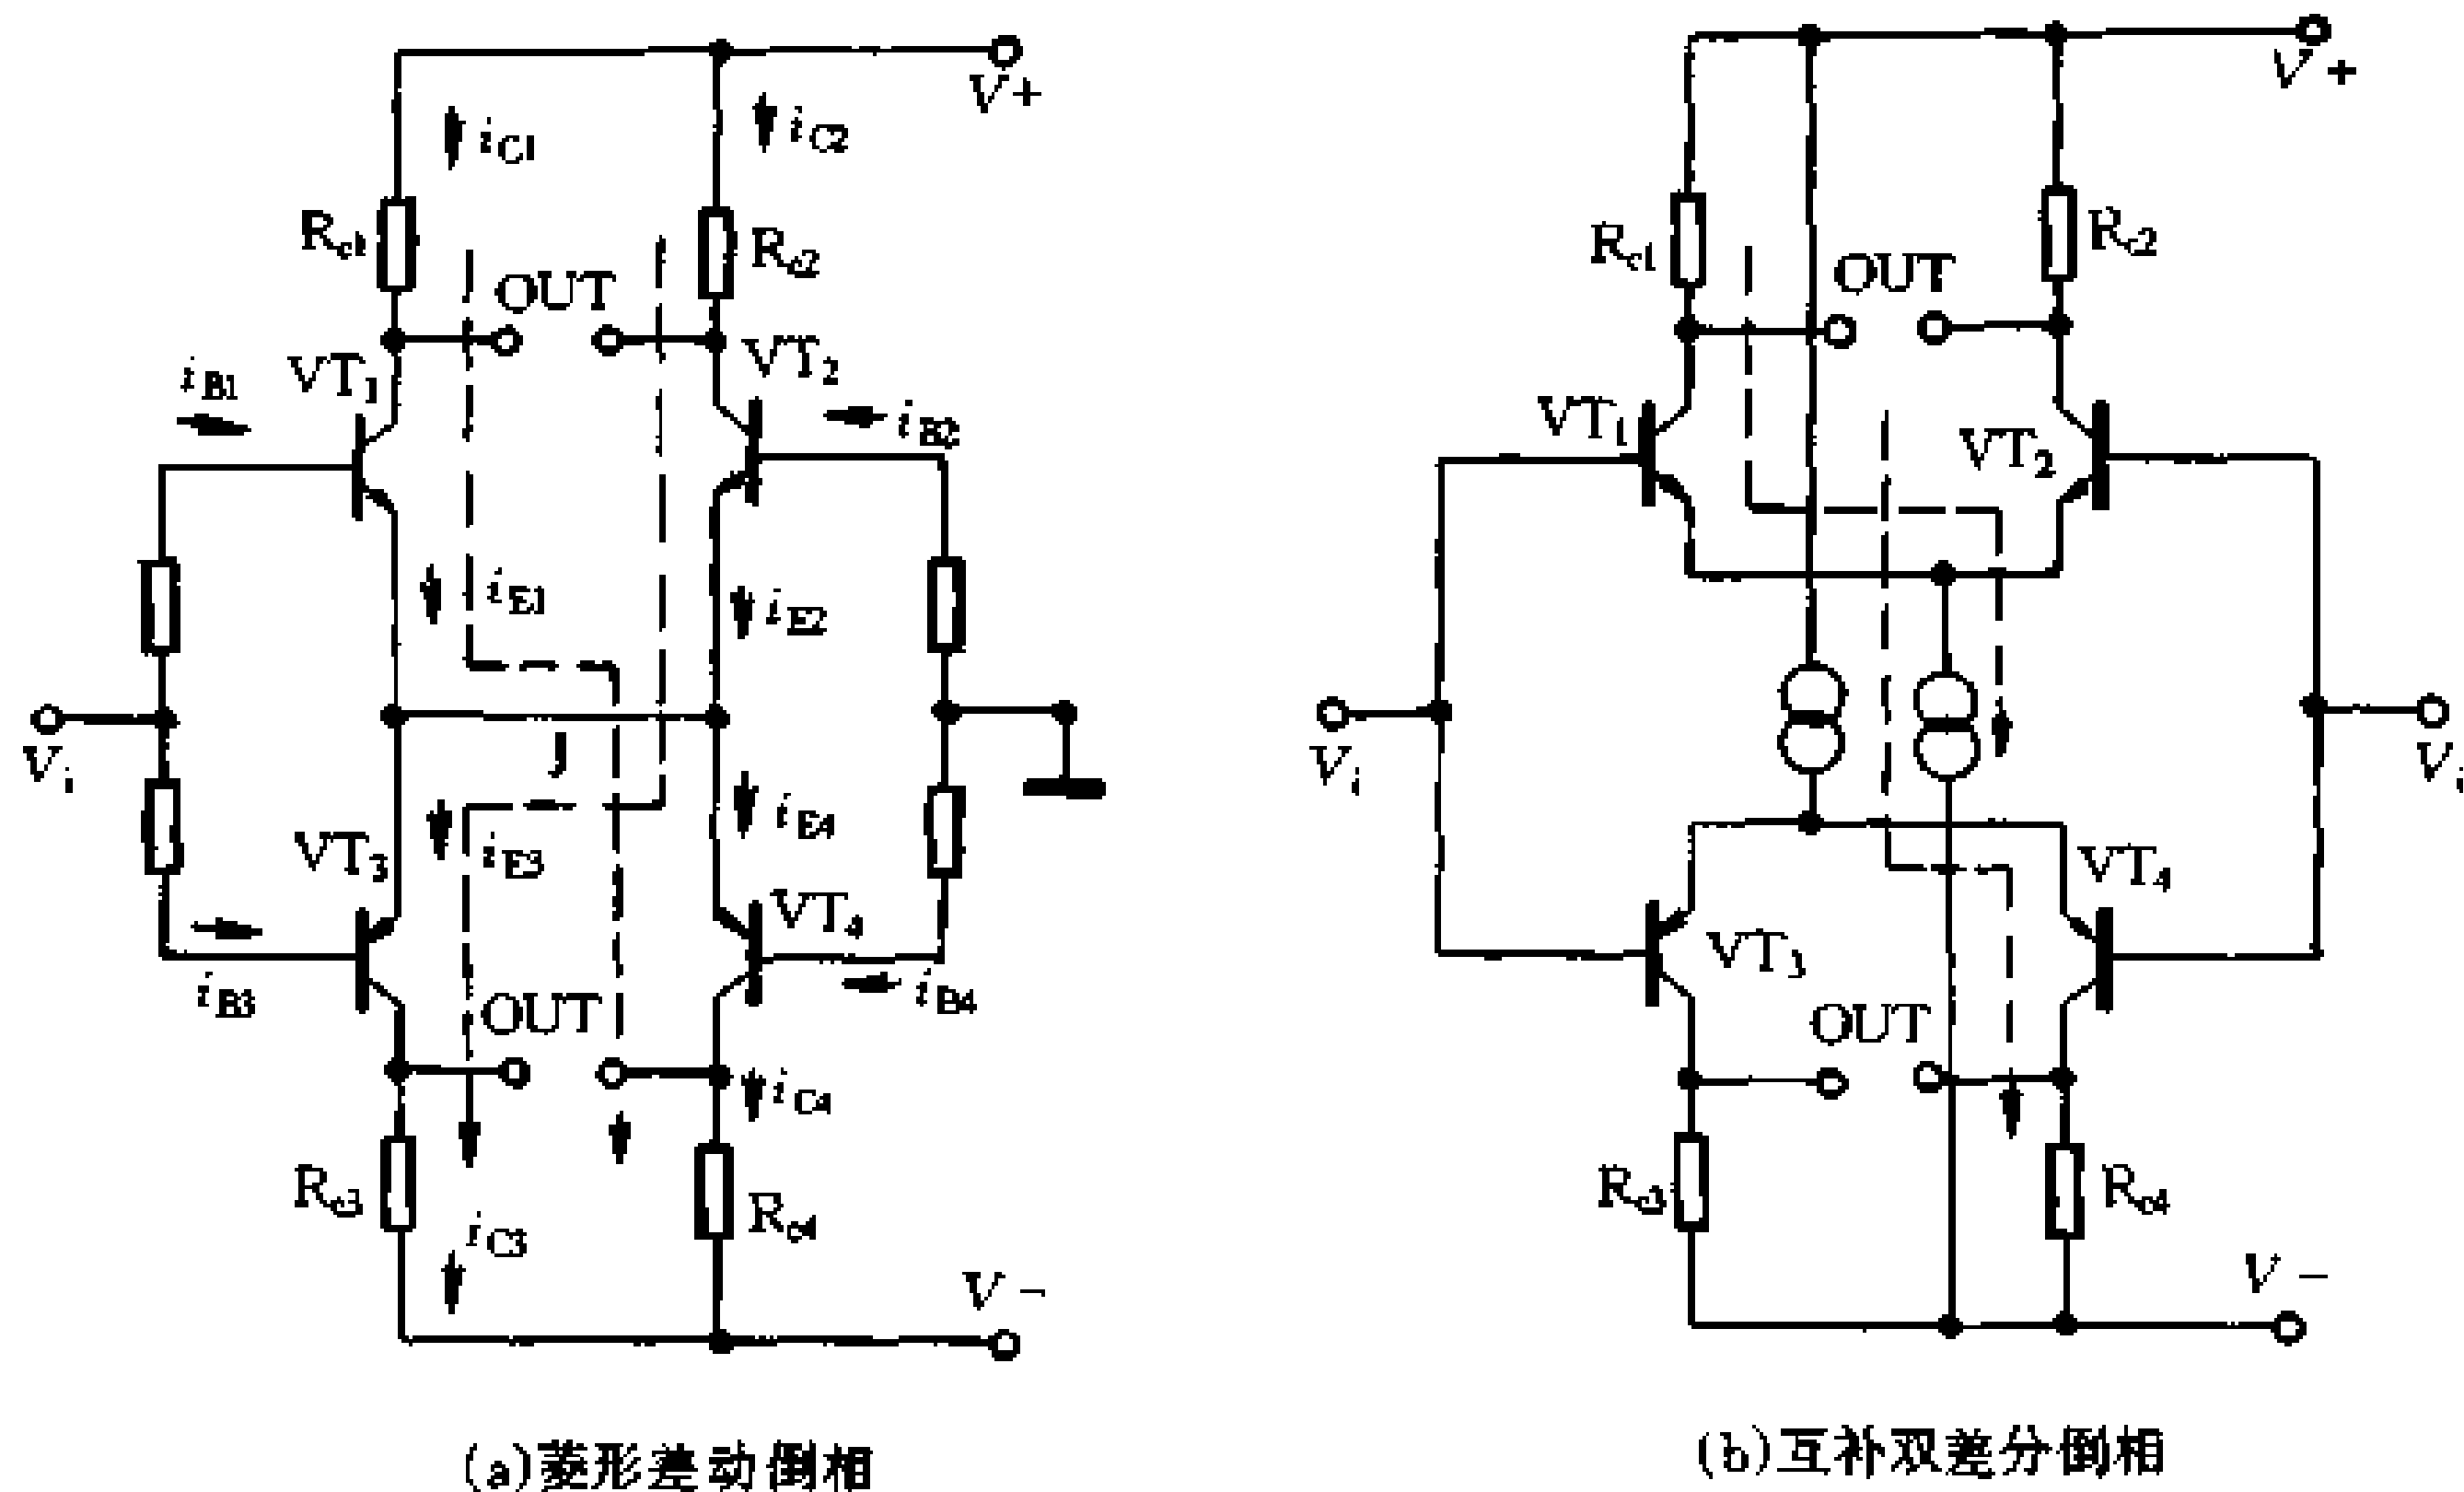 V+
iC1
iC2
Rc1
Rc2
OUT
VT1
VT2
iB1
iB2
iE1
iE2
Vi
J
iE3
iE4
VT3
VT4
iB3
OUT
iB4
iC4
Rc3
Rc4
iC3
V-
(a)菱形差动倒相
V+
Rc1
Rc2
OUT
VT1
VT2
Vi
Vi
VT3
VT4
OUT
Rc3
Rc4
V-
(b)互补双差分倒相